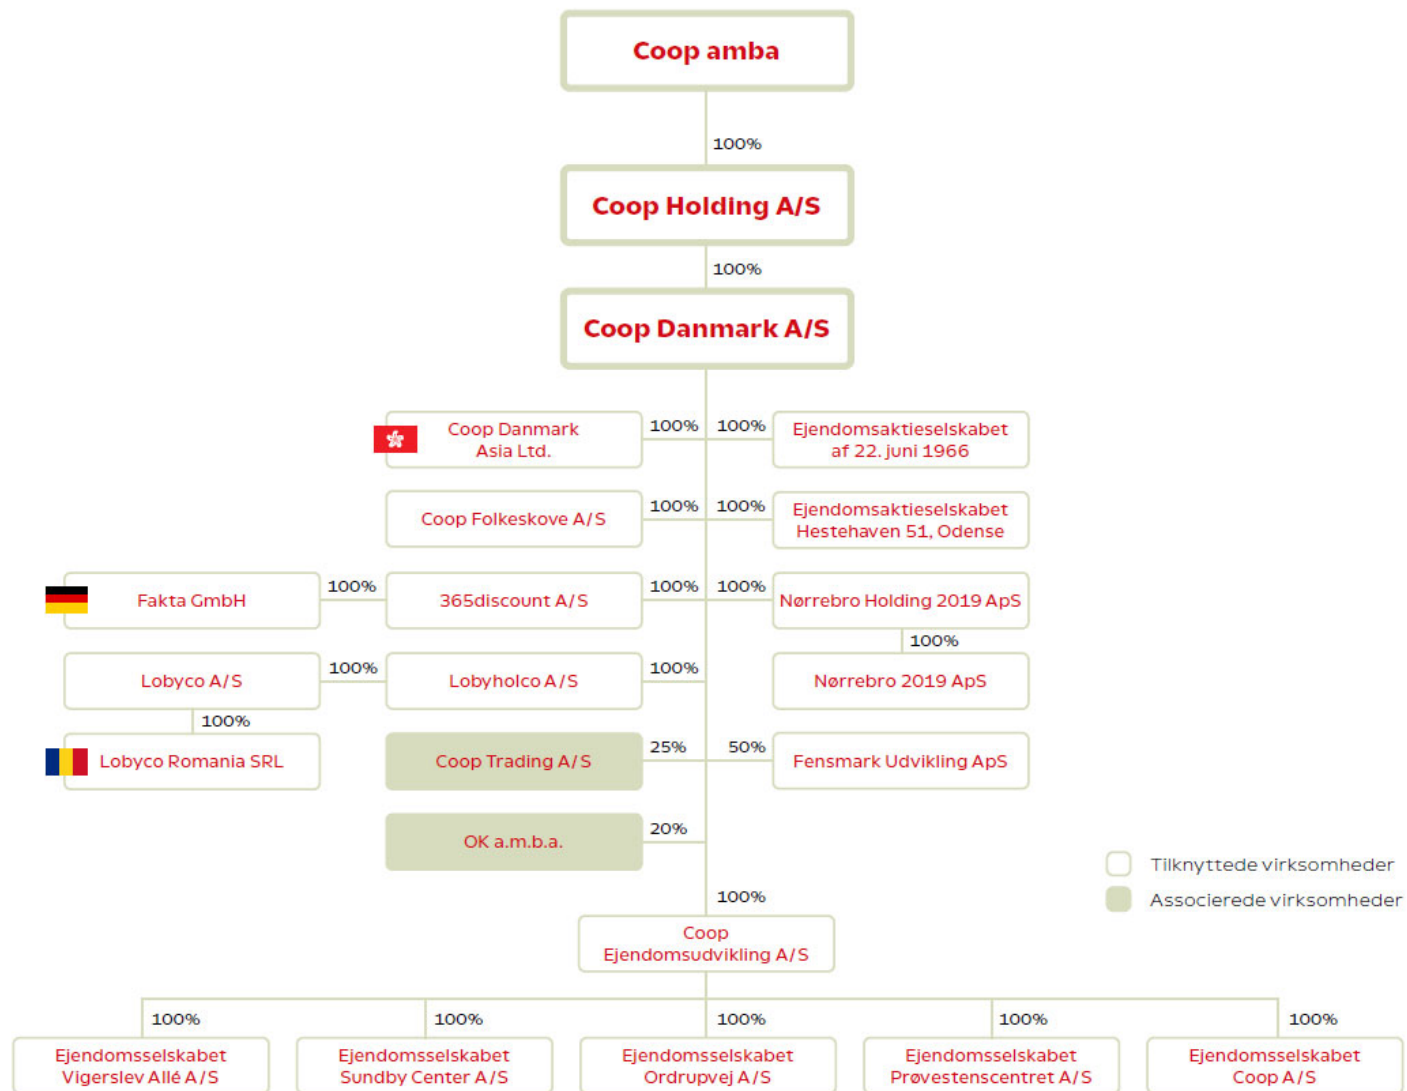 Coop amba
100%
Coop Holding A/S
100%
Coop Danmark A/S
Coop Danmark
Asia Ltd.
100%
100%
Ejendomsaktieselskabet
af 22. juni 1966
Coop Folkeskove A/S
100%
100%
Ejendomsaktieselskabet
Hestehaven 51, Odense
Fakta GmbH
100%
365discount A/S
100%
100%
Nørrebro Holding 2019 ApS
100%
Lobyco A/S
100%
Lobyholco A/S
100%
Nørrebro 2019 ApS
100%
Lobyco Romania SRL
Coop Trading A/S
25%
50%
Fensmark Udvikling ApS
OK a.m.b.a.
20%
Tilknyttede virksomheder
Associerede virksomheder
100%
Coop
Ejendomsudvikling A/S
100%
100%
100%
100%
100%
Ejendomsselskabet
Vigerslev Allé A/S
Ejendomsselskabet
Sundby Center A/S
Ejendomsselskabet
Ordrupvej A/S
Ejendomsselskabet
Prøvestenscentret A/S
Ejendomsselskabet
Coop A/S